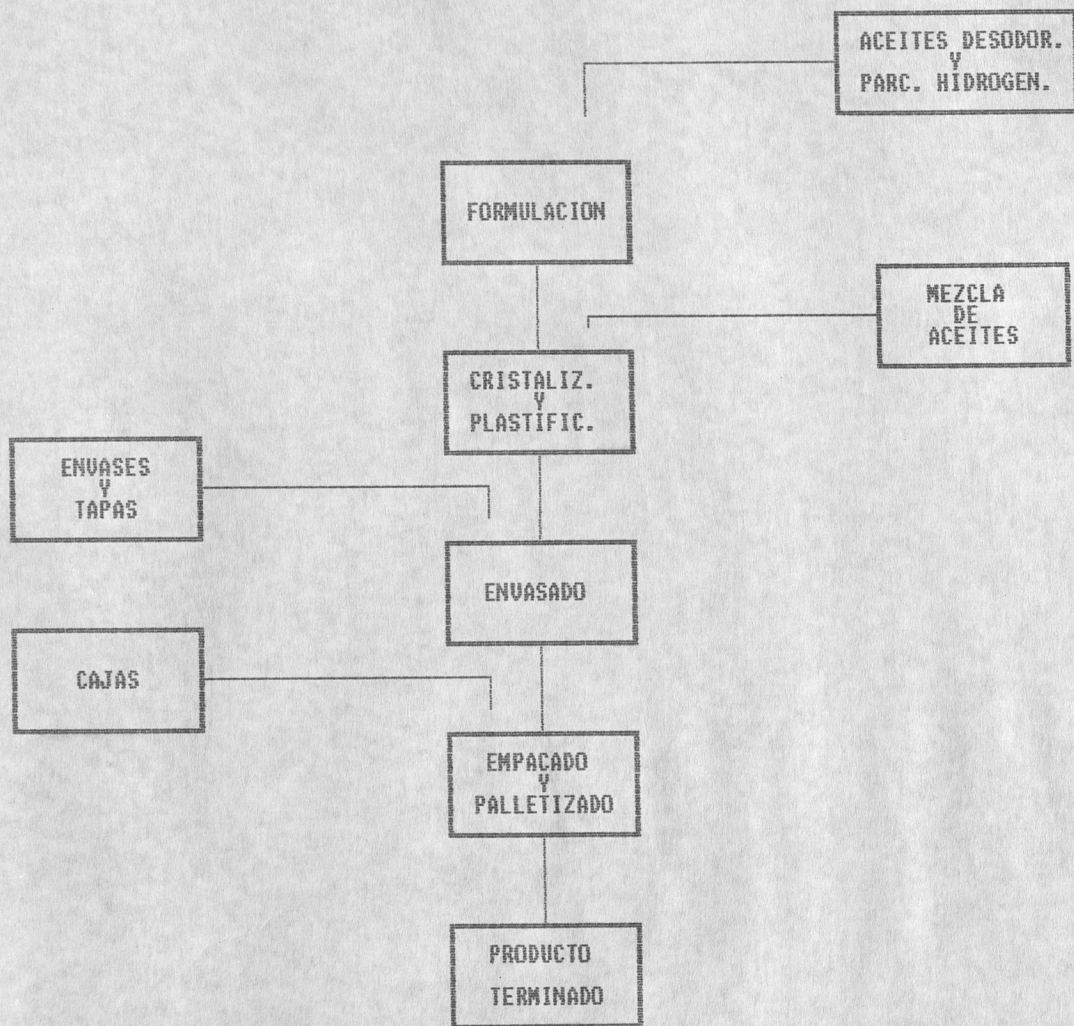 ACEITES DESODOR.
Y
PARC. HIDROGEN.
FORMULACION
MEZCLA
DE
ACEITES
CRISTALIZ.
Y
PLASTIFIC.
ENVASES
Y
TAPAS
ENVASADO
CAJAS
EMPACADO
Y
PALLETIZADO
PRODUCTO
TERMINADO